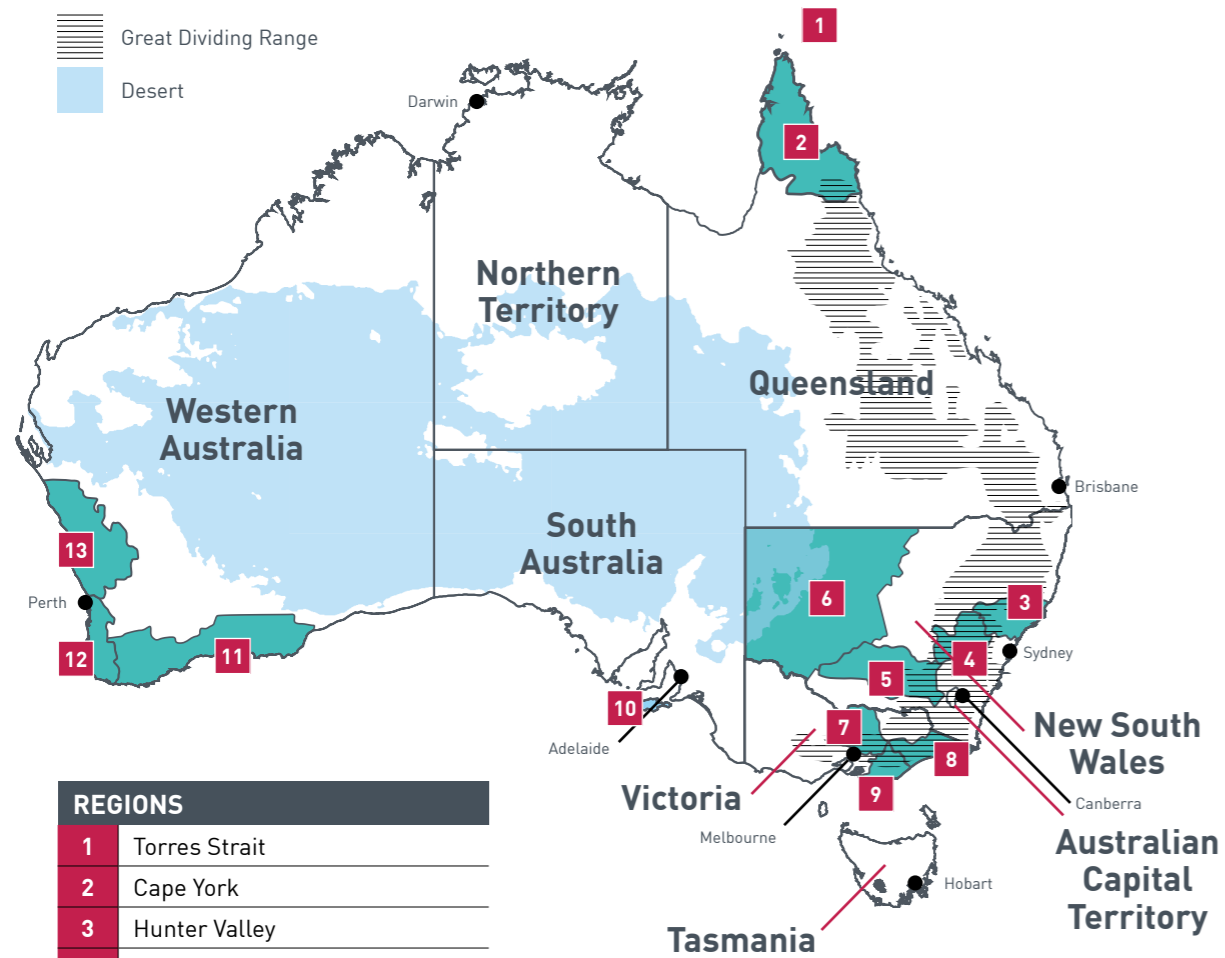 Great Dividing Range
Desert
1
Darwin
2
Northern
Territory
Queensland
Western
Australia
Brisbane
South
Australia
13
6
3
Perth
12
11
4
Sydney
5
10
7
New South
Wales
Adelaide
8
Victoria
9
Canberra
Melbourne
Australian
Capital
Territory
Hobart
Tasmania
REGIONS
1 Torres Strait
2 Cape York
3 Hunter Valley